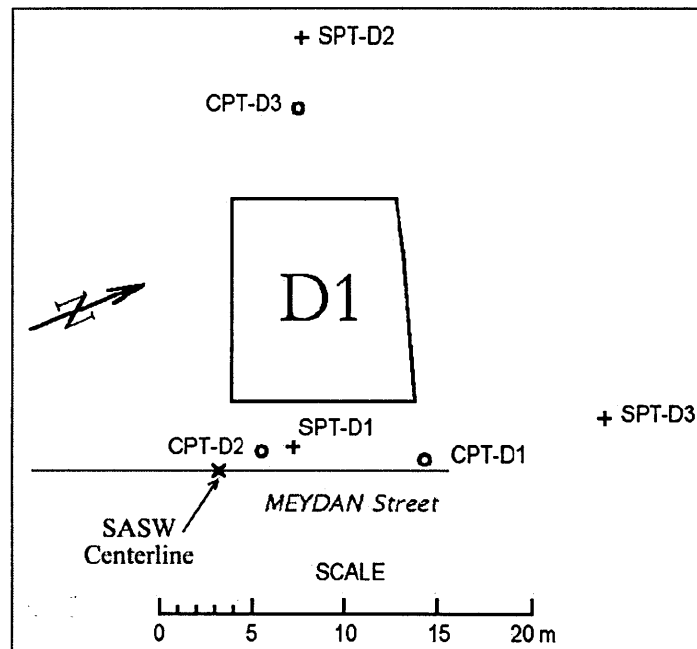 SPT-D2
CPT-D3
D1
N
SPT-D3
SPT-D1
CPT-D2
CPT-D1
MEYDAN Street
SASW
Centerline
SCALE
0 5 10 15 20 m